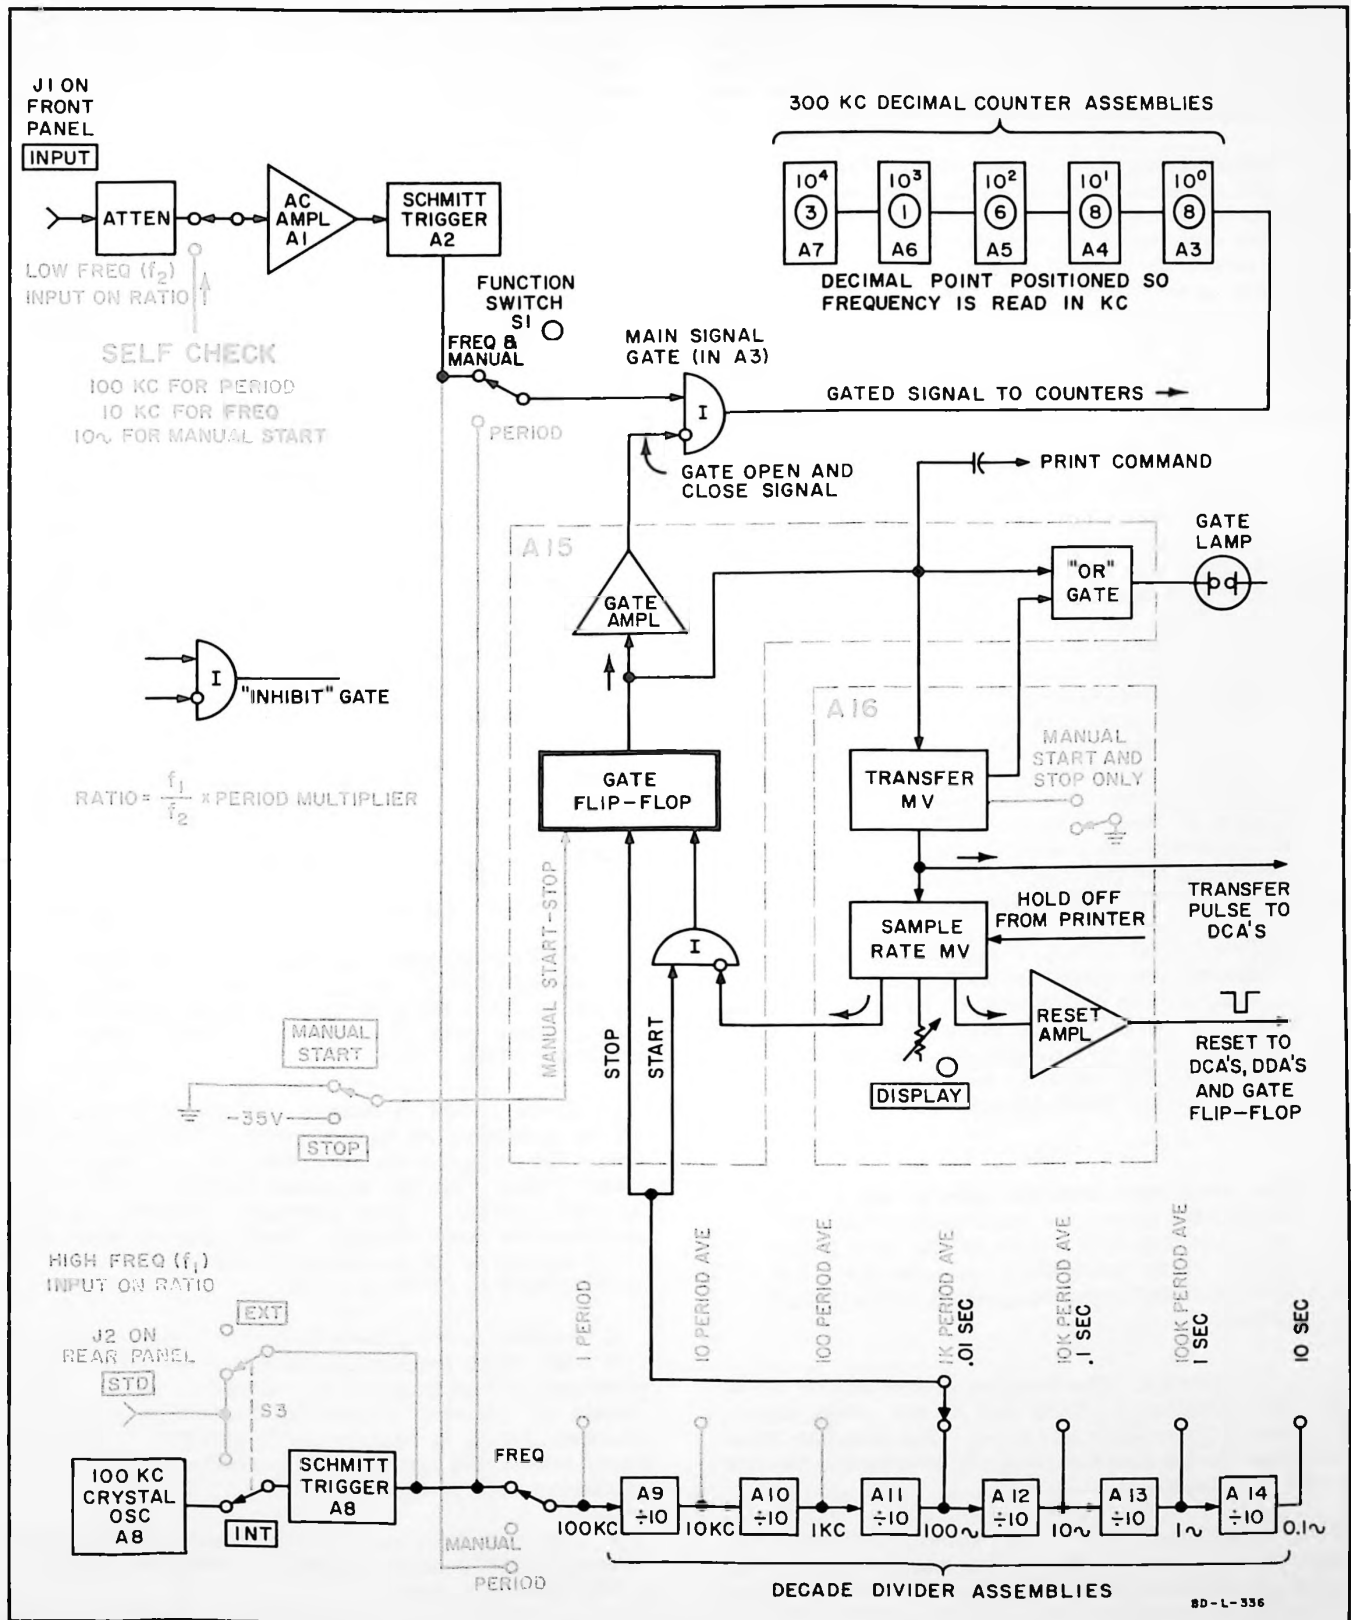 J1 ON
FRONT
PANEL
INPUT
ATTEN
AC
AMPL
A1
SCHMITT
TRIGGER
A2
LOW FREQ (f2)
INPUT ON RATIO
SELF CHECK
100 KC FOR PERIOD
10 KC FOR FREQ
10~ FOR MANUAL START
FUNCTION
SWITCH
S1
FREQ &
MANUAL
PERIOD
300 KC DECIMAL COUNTER ASSEMBLIES
10⁴ 10³ 10² 10¹ 10⁰
3 1 6 8 8
A7 A6 A5 A4 A3
DECIMAL POINT POSITIONED SO
FREQUENCY IS READ IN KC
MAIN SIGNAL
GATE (IN A3)
I
GATED SIGNAL TO COUNTERS
GATE OPEN AND
CLOSE SIGNAL
PRINT COMMAND
A15
GATE
AMPL
"OR"
GATE
GATE
LAMP
I
"INHIBIT" GATE
RATIO = f1/f2 × PERIOD MULTIPLIER
GATE
FLIP-FLOP
A16
TRANSFER
MV
MANUAL
START AND
STOP ONLY
TRANSFER
PULSE TO
DCA'S
HOLD OFF
FROM PRINTER
SAMPLE
RATE MV
I
RESET
AMPL
RESET TO
DCA'S, DDA'S
AND GATE
FLIP-FLOP
DISPLAY
MANUAL START-STOP
STOP
START
MANUAL
START
-35V
STOP
HIGH FREQ (f1)
INPUT ON RATIO
EXT
J2 ON
REAR PANEL
STD
S3
100 KC
CRYSTAL
OSC
A8
INT
SCHMITT
TRIGGER
A8
FREQ
MANUAL
PERIOD
1 PERIOD
10 PERIOD AVE
100 PERIOD AVE
1K PERIOD AVE
.01 SEC
10K PERIOD AVE
.1 SEC
100K PERIOD AVE
1 SEC
10 SEC
100KC
A9
÷10
10KC
A10
÷10
1KC
A11
÷10
100~
A12
÷10
10~
A13
÷10
1~
A14
÷10
0.1~
DECADE DIVIDER ASSEMBLIES
BD-L-336